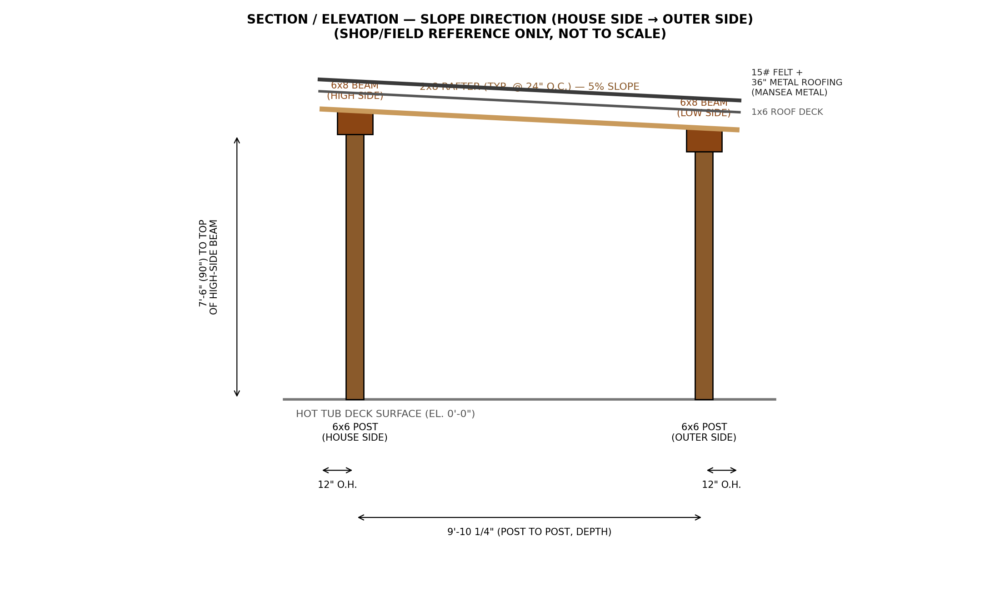 SECTION / ELEVATION — SLOPE DIRECTION (HOUSE SIDE → OUTER SIDE)
(SHOP/FIELD REFERENCE ONLY, NOT TO SCALE)
15# FELT +
36" METAL ROOFING
(MANSEA METAL)
6x8 BEAM
(HIGH SIDE)
2x8 RAFTER (TYP. @ 24" O.C.) — 5% SLOPE
6x8 BEAM
(LOW SIDE)
1x6 ROOF DECK
7'-6" (90") TO TOP
OF HIGH-SIDE BEAM
HOT TUB DECK SURFACE (EL. 0'-0")
6x6 POST
(HOUSE SIDE)
6x6 POST
(OUTER SIDE)
12" O.H.
12" O.H.
9'-10 1/4" (POST TO POST, DEPTH)